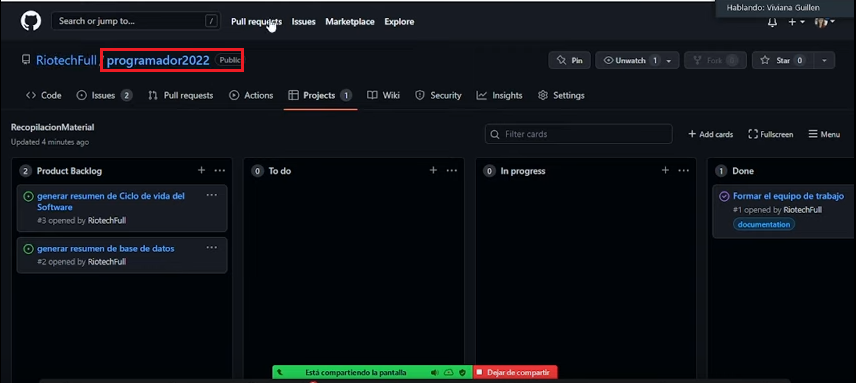 Hablando: Viviana Guillen
Search or jump to... /
Pull requests Issues Marketplace Explore
RiotechFull / programador2022 Public
Pin Unwatch 1 Fork 0 Star 0
Code Issues 2 Pull requests Actions Projects 1 Wiki Security Insights Settings
RecopilacionMaterial
Updated 4 minutes ago
Filter cards
+ Add cards Fullscreen Menu
2 Product Backlog + ...
0 To do + ...
0 In progress + ...
1 Done
generar resumen de Ciclo de vida del ...
Software
#3 opened by RiotechFull
generar resumen de base de datos ...
#2 opened by RiotechFull
Formar el equipo de trabajo
#1 opened by RiotechFull
documentation
Está compartiendo la pantalla
Dejar de compartir